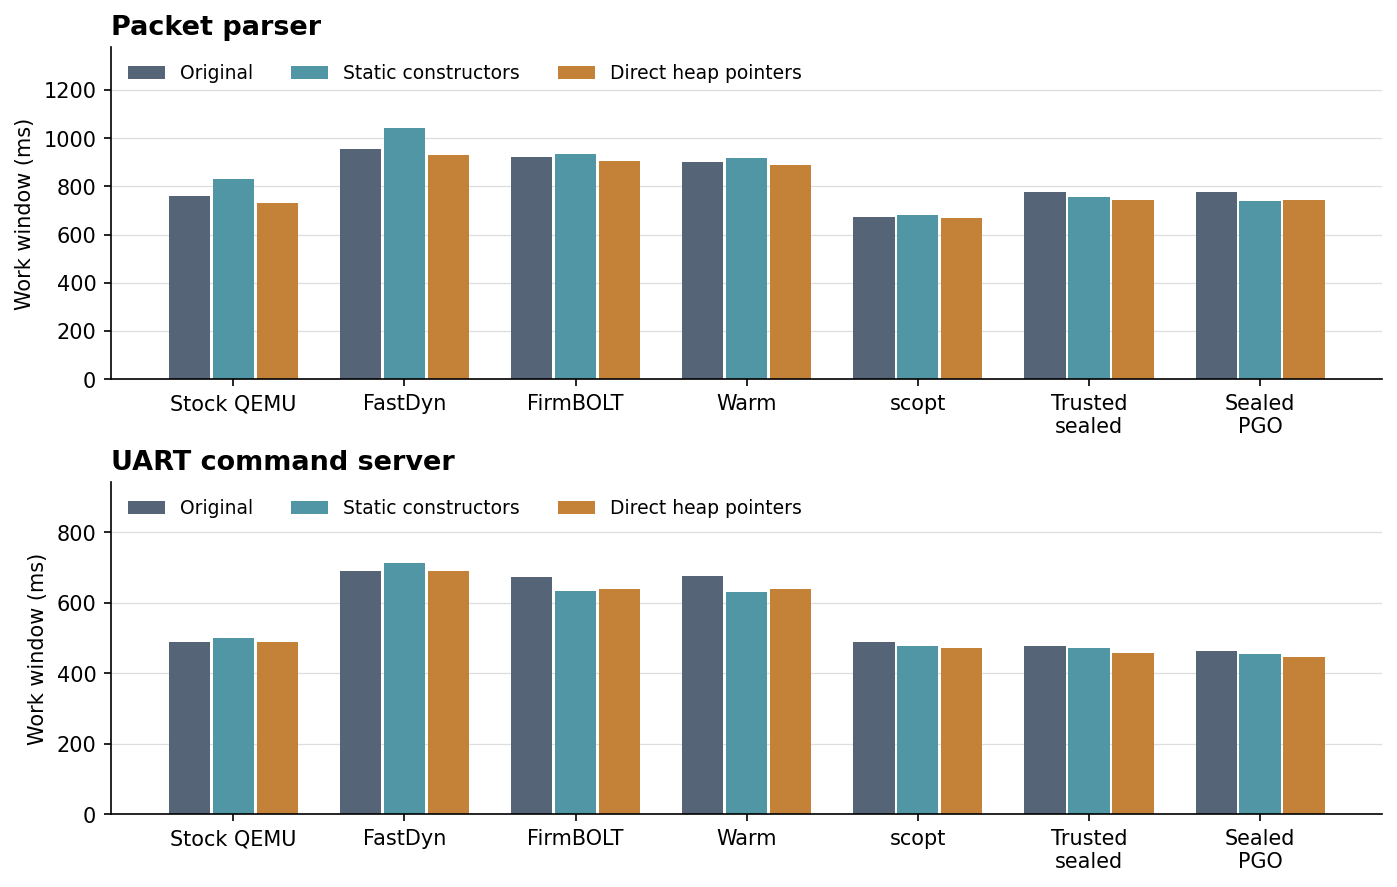 Packet parser
Original Static constructors Direct heap pointers
Work window (ms)
1200
1000
800
600
400
200
0
Stock QEMU FastDyn FirmBOLT Warm scopt Trusted sealed Sealed PGO
UART command server
Original Static constructors Direct heap pointers
Work window (ms)
800
600
400
200
0
Stock QEMU FastDyn FirmBOLT Warm scopt Trusted sealed Sealed PGO